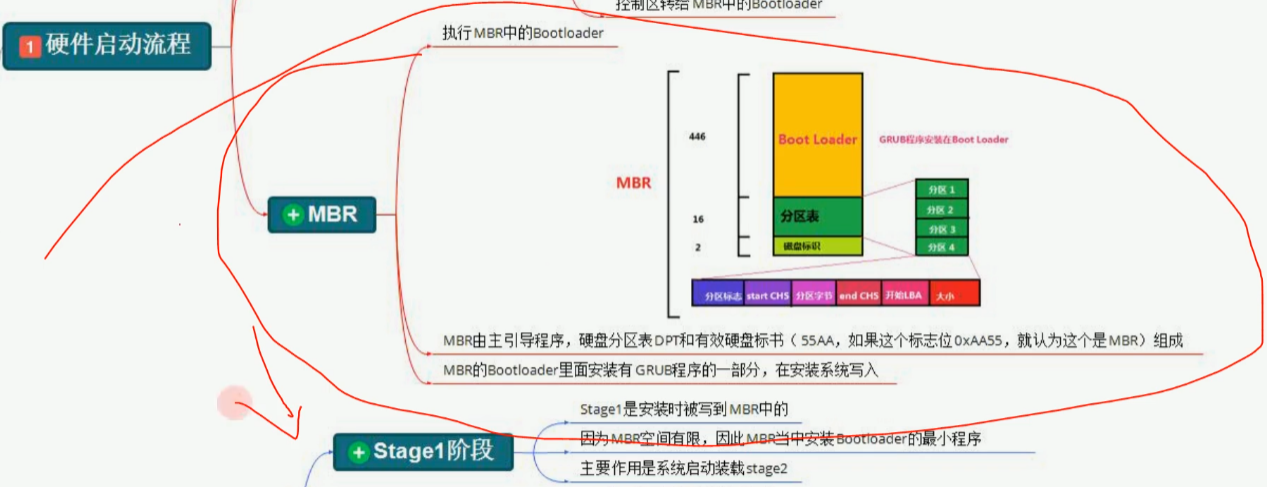 控制区转给MBR中的Bootloader
1 硬件启动流程
执行MBR中的Bootloader
MBR
MBR
446
16
2
Boot Loader
分区表
磁盘标识
GRUB程序安装在Boot Loader
分区 1
分区 2
分区 3
分区 4
分区标志 start CHS 分区字节 end CHS 开始LBA 大小
MBR由主引导程序，硬盘分区表DPT和有效硬盘标书（ 55AA，如果这个标志位0xAA55，就认为这个是MBR）组成
MBR的Bootloader里面安装有 GRUB程序的一部分，在安装系统写入
Stage1阶段
Stage1是安装时被写到MBR中的
因为MBR空间有限，因此MBR当中安装Bootloader的最小程序
主要作用是系统启动装载stage2